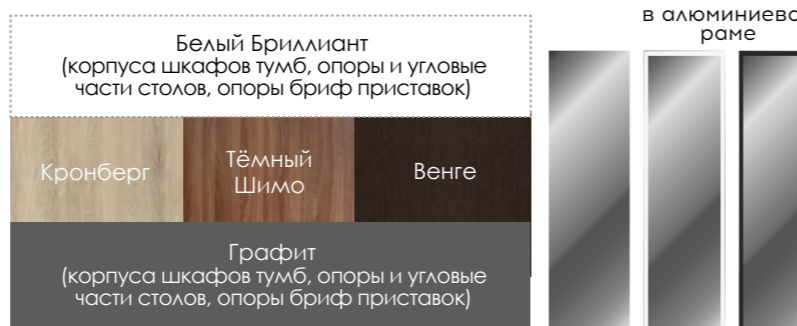 Белый Бриллиант
(корпуса шкафов тумб, опоры и угловые
части столов, опоры бриф приставок)
Кронберг
Тёмный
Шимо
Венге
Графит
(корпуса шкафов тумб, опоры и угловые
части столов, опоры бриф приставок)
в алюминиево
раме